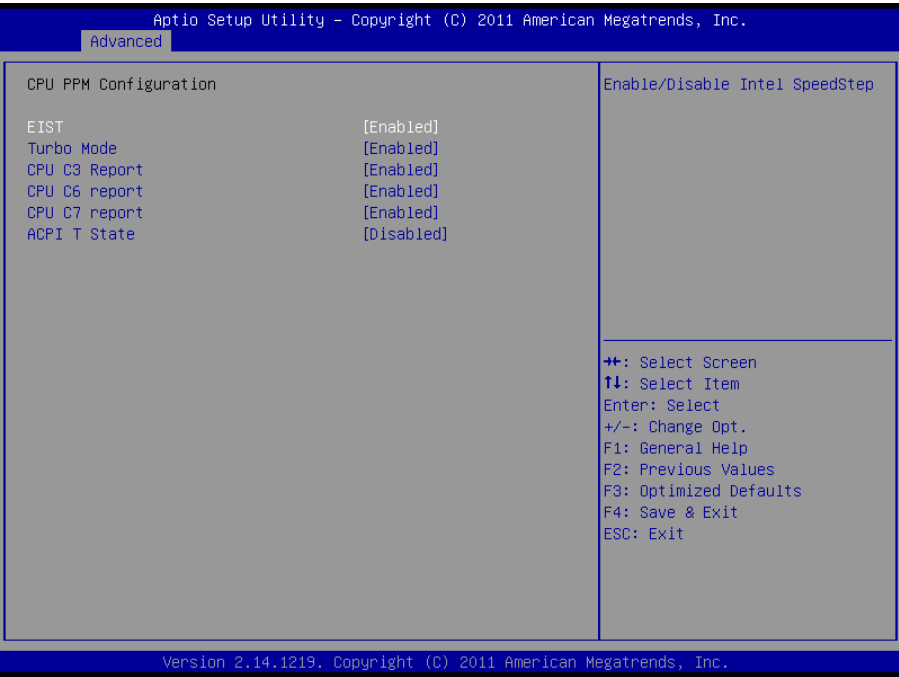 Aptio Setup Utility – Copyright (C) 2011 American Megatrends, Inc.
Advanced
CPU PPM Configuration
EIST [Enabled]
Turbo Mode [Enabled]
CPU C3 Report [Enabled]
CPU C6 report [Enabled]
CPU C7 report [Enabled]
ACPI T State [Disabled]
Enable/Disable Intel SpeedStep
→←: Select Screen
↑↓: Select Item
Enter: Select
+/-: Change Opt.
F1: General Help
F2: Previous Values
F3: Optimized Defaults
F4: Save & Exit
ESC: Exit
Version 2.14.1219. Copyright (C) 2011 American Megatrends, Inc.